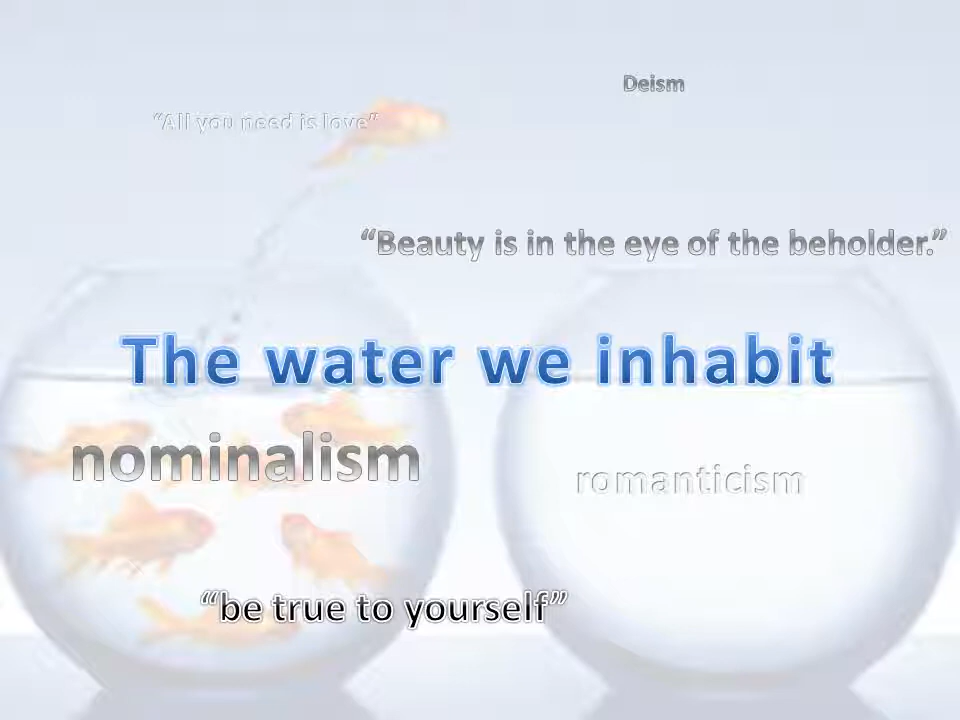 Deism
“All you need is love”
“Beauty is in the eye of the beholder.”
The water we inhabit
nominalism
romanticism
“be true to yourself”